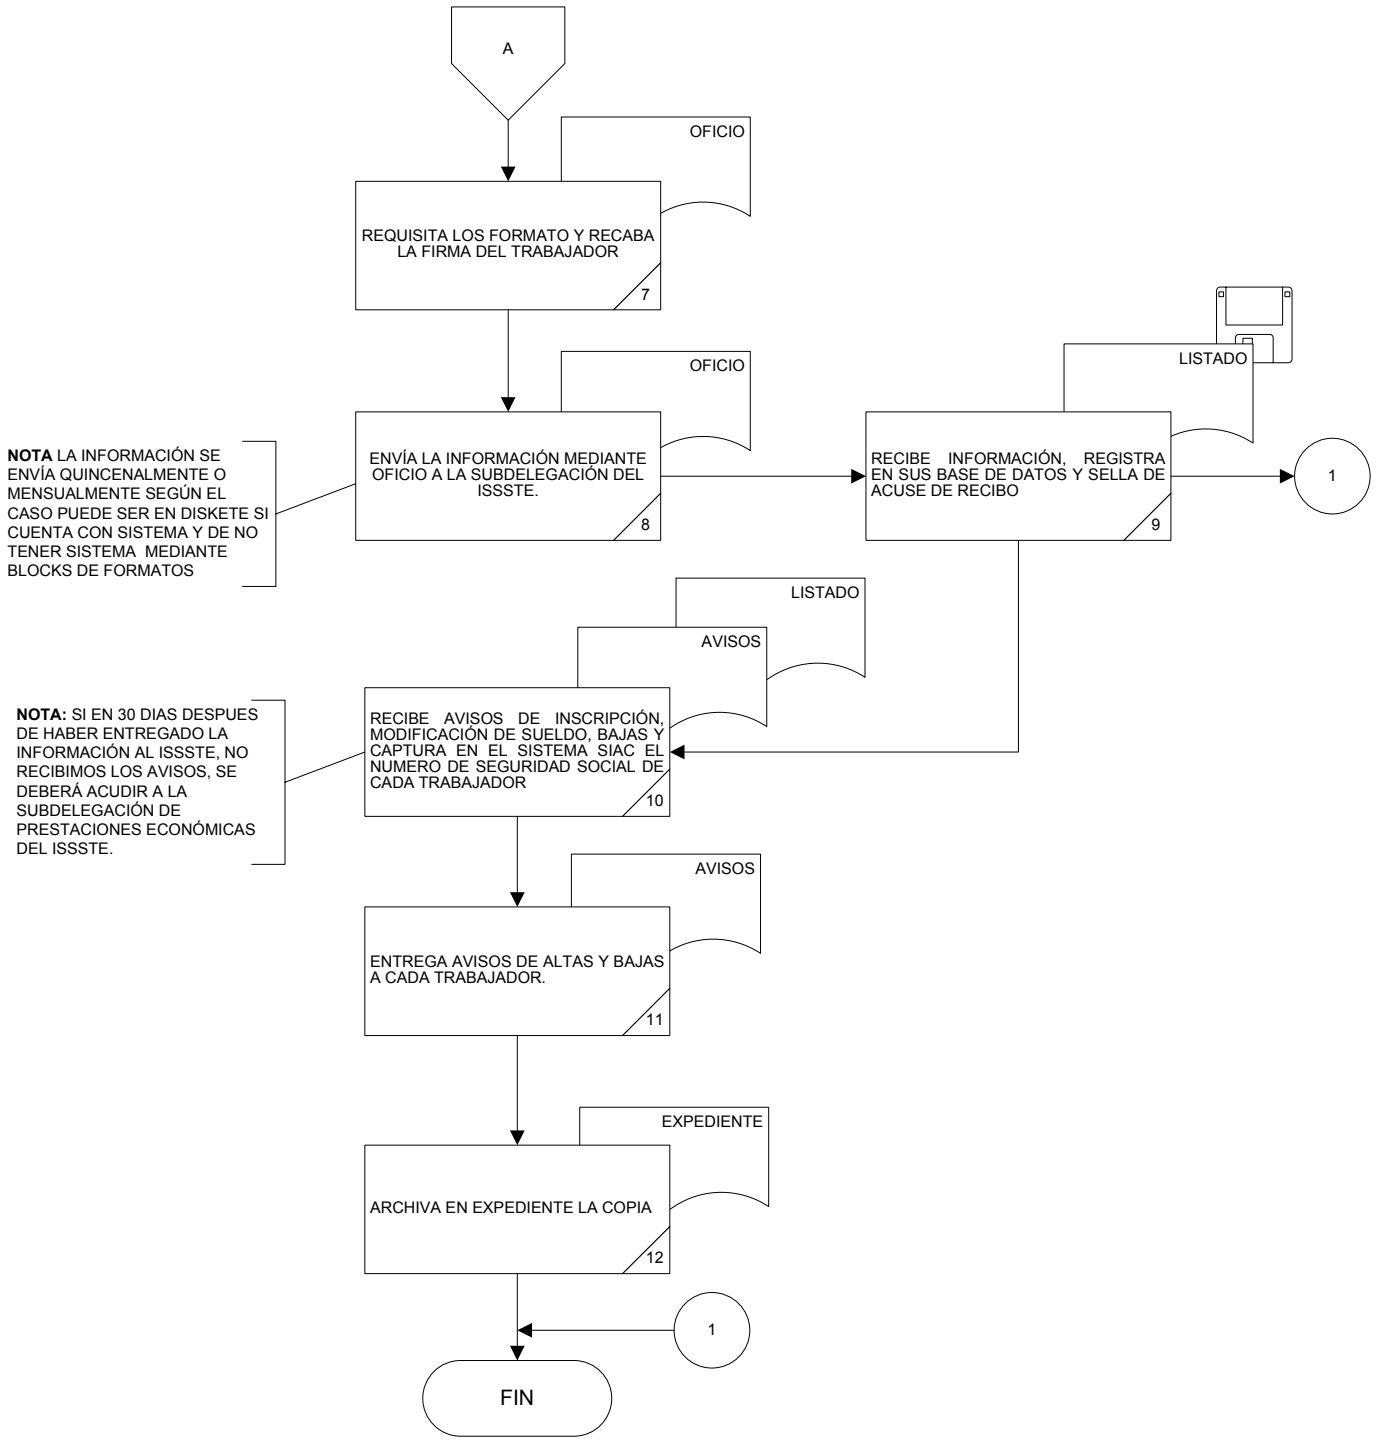 A
OFICIO
REQUISITA LOS FORMATO Y RECABA
LA FIRMA DEL TRABAJADOR
7
OFICIO
ENVÍA LA INFORMACIÓN MEDIANTE
OFICIO A LA SUBDELEGACIÓN DEL
ISSSTE.
8
NOTA LA INFORMACIÓN SE
ENVÍA QUINCENALMENTE O
MENSUALMENTE SEGÚN EL
CASO PUEDE SER EN DISKETE SI
CUENTA CON SISTEMA Y DE NO
TENER SISTEMA MEDIANTE
BLOCKS DE FORMATOS
LISTADO
RECIBE INFORMACIÓN, REGISTRA
EN SUS BASE DE DATOS Y SELLA DE
ACUSE DE RECIBO
9
1
LISTADO
AVISOS
RECIBE AVISOS DE INSCRIPCIÓN,
MODIFICACIÓN DE SUELDO, BAJAS Y
CAPTURA EN EL SISTEMA SIAC EL
NUMERO DE SEGURIDAD SOCIAL DE
CADA TRABAJADOR
10
NOTA: SI EN 30 DIAS DESPUES
DE HABER ENTREGADO LA
INFORMACIÓN AL ISSSTE, NO
RECIBIMOS LOS AVISOS, SE
DEBERÁ ACUDIR A LA
SUBDELEGACIÓN DE
PRESTACIONES ECONÓMICAS
DEL ISSSTE.
AVISOS
ENTREGA AVISOS DE ALTAS Y BAJAS
A CADA TRABAJADOR.
11
EXPEDIENTE
ARCHIVA EN EXPEDIENTE LA COPIA
12
1
FIN